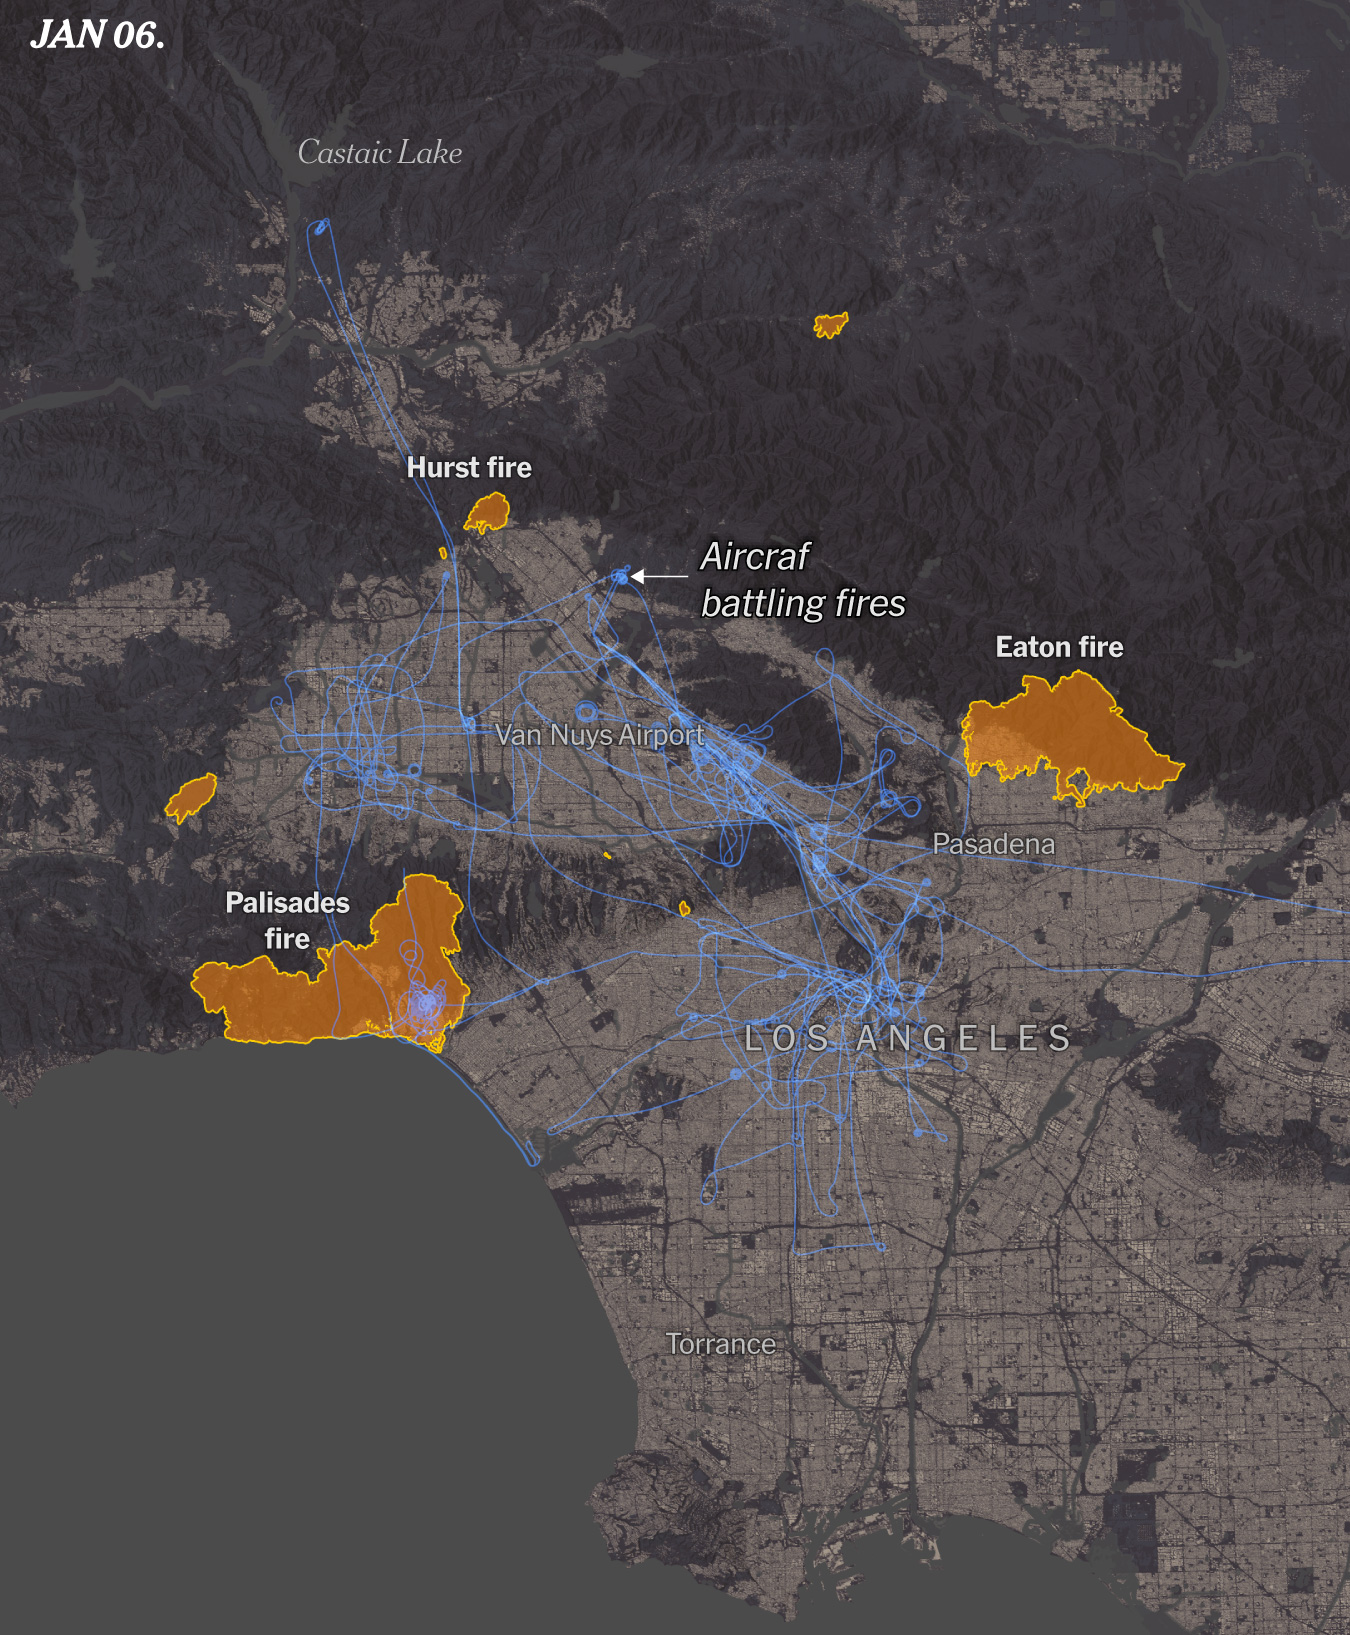 JAN 06.
Castaic Lake
Hurst fire
Aircraf
battling fires
Eaton fire
Van Nuys Airport
Pasadena
Palisades
fire
LOS ANGELES
Torrance